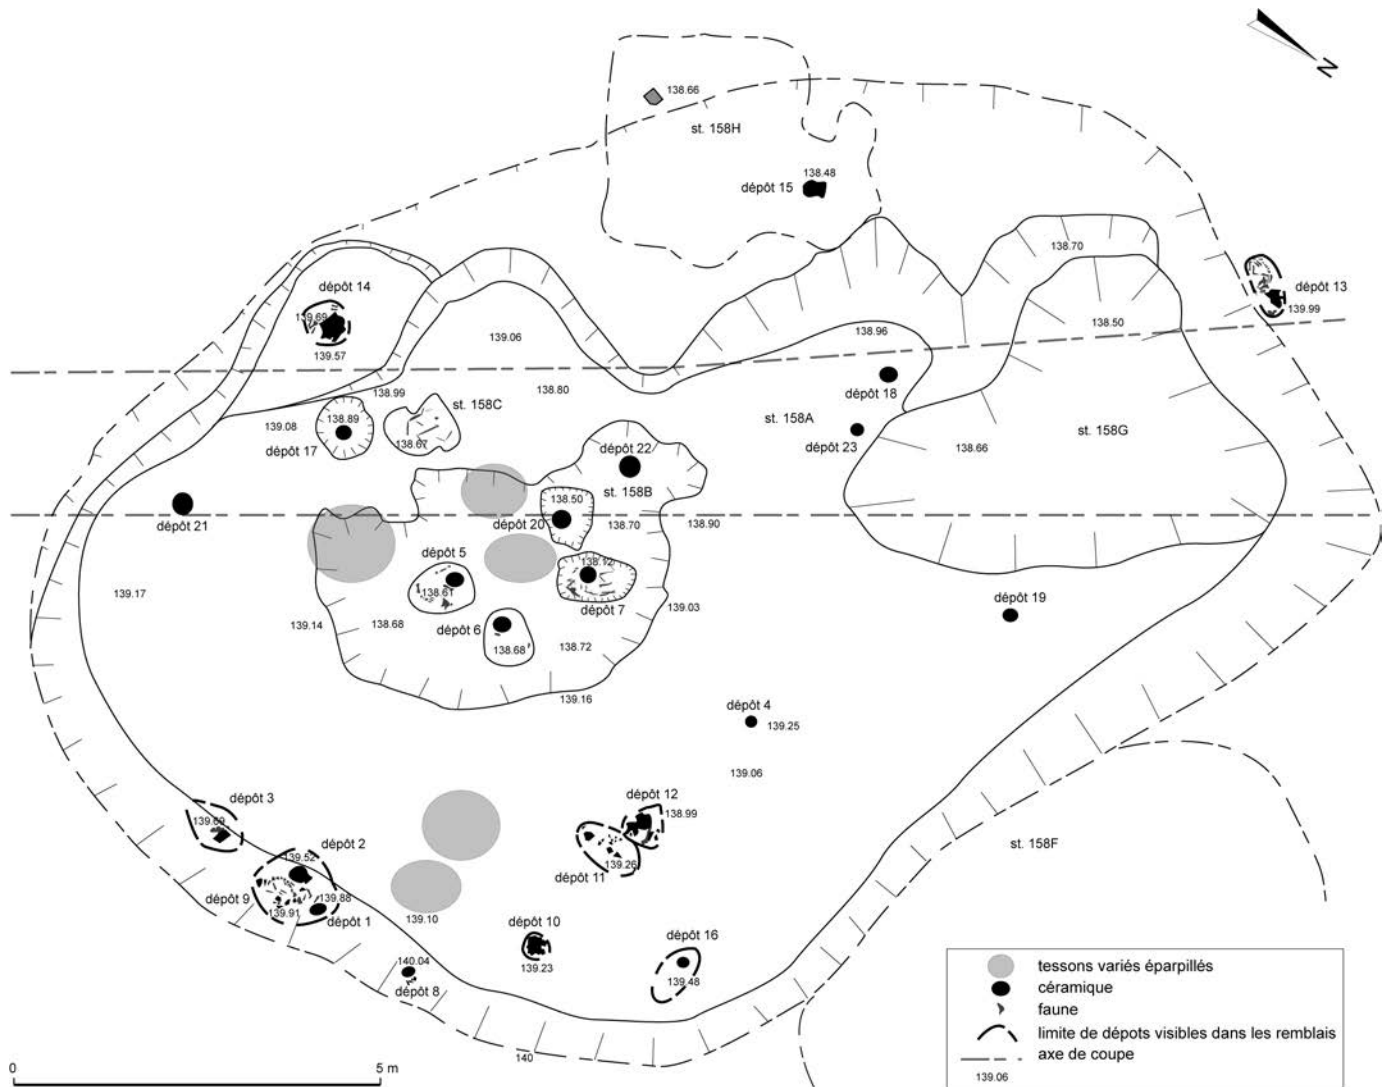 N
138.66
st. 158H
138.48
dépôt 15
138.70
dépôt 14
139.69
139.57
dépôt 13
139.99
139.06
138.96
138.50
138.80
138.99
dépôt 18
st. 158C
139.08
138.89
138.67
dépôt 17
st. 158A
dépôt 23
st. 158G
138.66
dépôt 22
st. 158B
138.50
dépôt 21
dépôt 20
138.70
138.90
dépôt 5
138.12
138.61
139.17
dépôt 7
139.03
dépôt 19
139.14
138.68
dépôt 6
138.68
138.72
139.16
dépôt 4
139.25
139.06
dépôt 3
139.69
dépôt 12
138.99
dépôt 2
139.52
139.26
dépôt 11
st. 158F
dépôt 9
139.88
139.91
dépôt 1
139.10
dépôt 10
139.23
dépôt 16
139.48
140.04
dépôt 8
140
tessons variés éparpillés
céramique
faune
limite de dépots visibles dans les remblais
axe de coupe
139.06
0
5 m